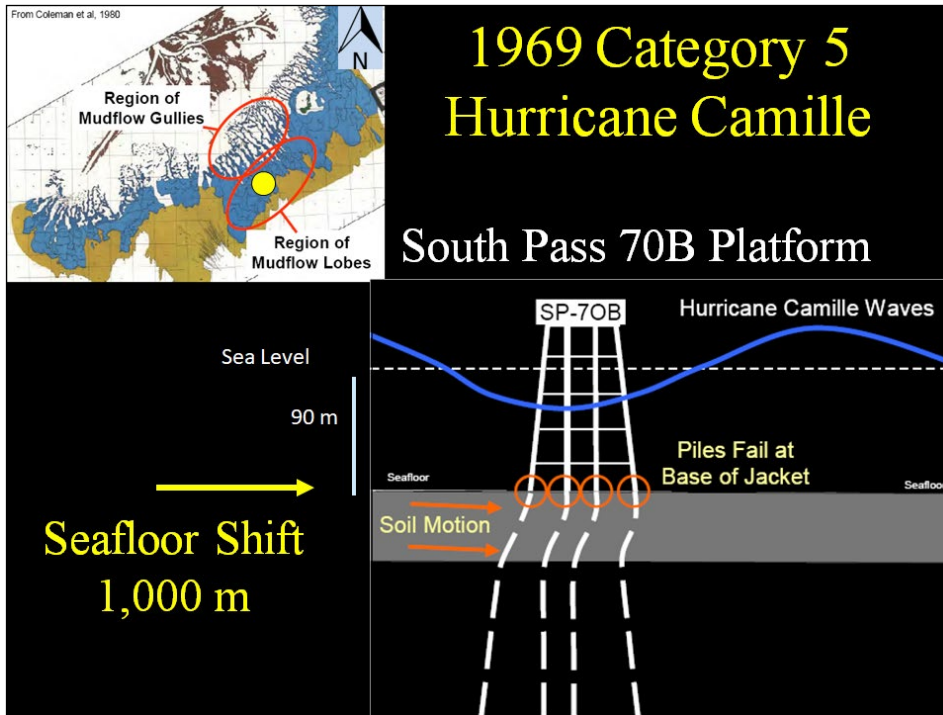 From Coleman et al, 1980
N
Region of
Mudflow Gullies
Region of
Mudflow Lobes
1969 Category 5
Hurricane Camille
South Pass 70B Platform
SP-7OB
Hurricane Camille Waves
Sea Level
90 m
Piles Fail at
Base of Jacket
Seafloor
Seafloor
Soil Motion
Seafloor Shift
1,000 m